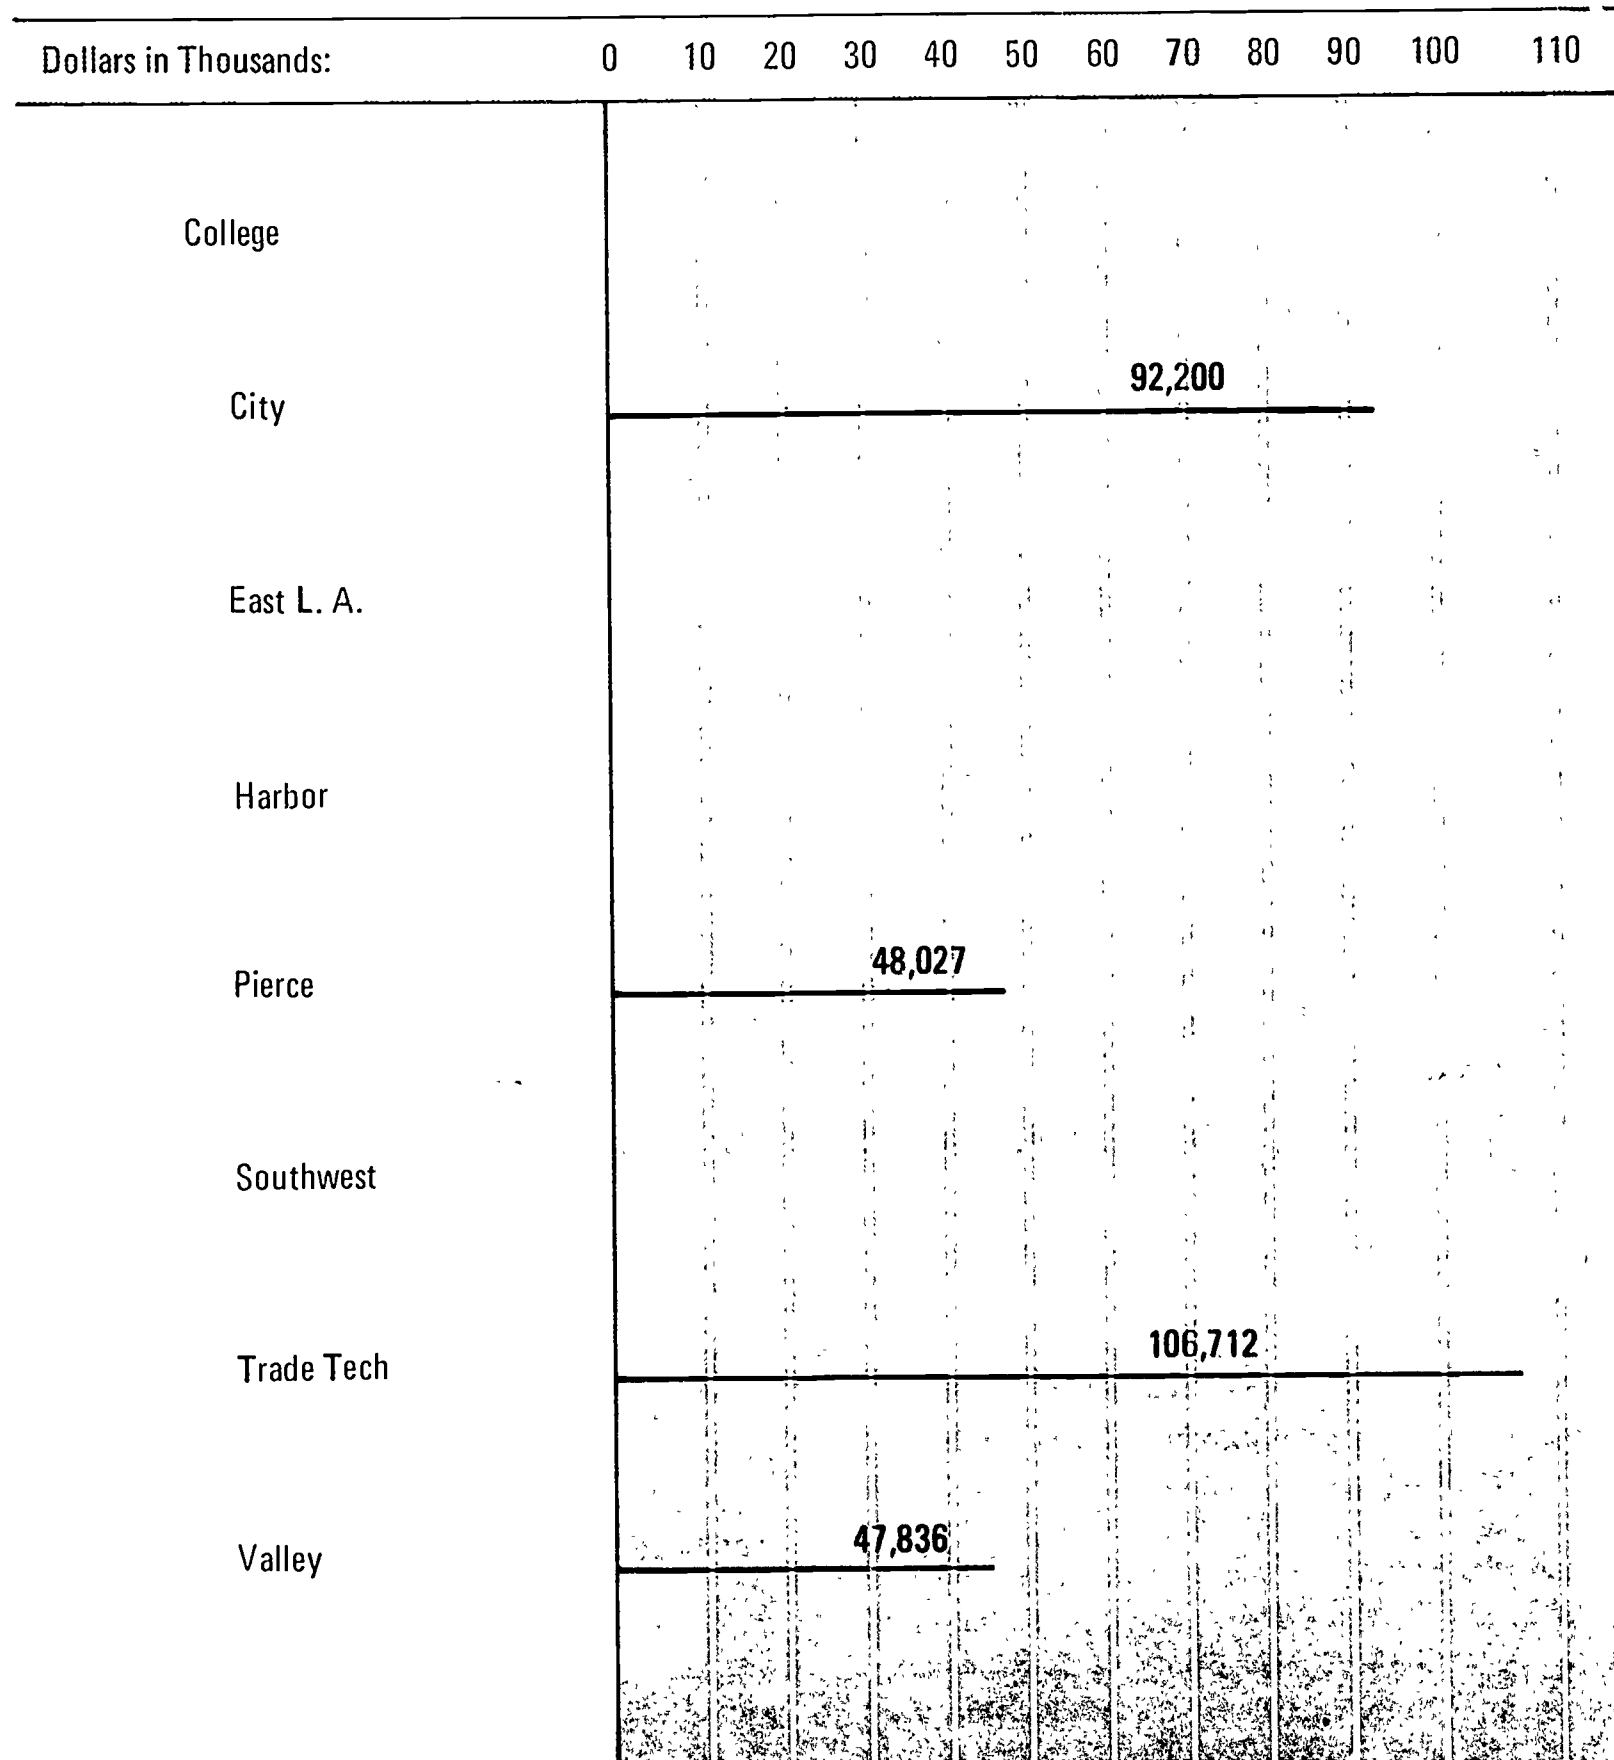 Dollars in Thousands: 0 10 20 30 40 50 60 70 80 90 100 110
College
92,200
City
East L. A.
Harbor
48,027
Pierce
Southwest
106,712
Trade Tech
47,836
Valley